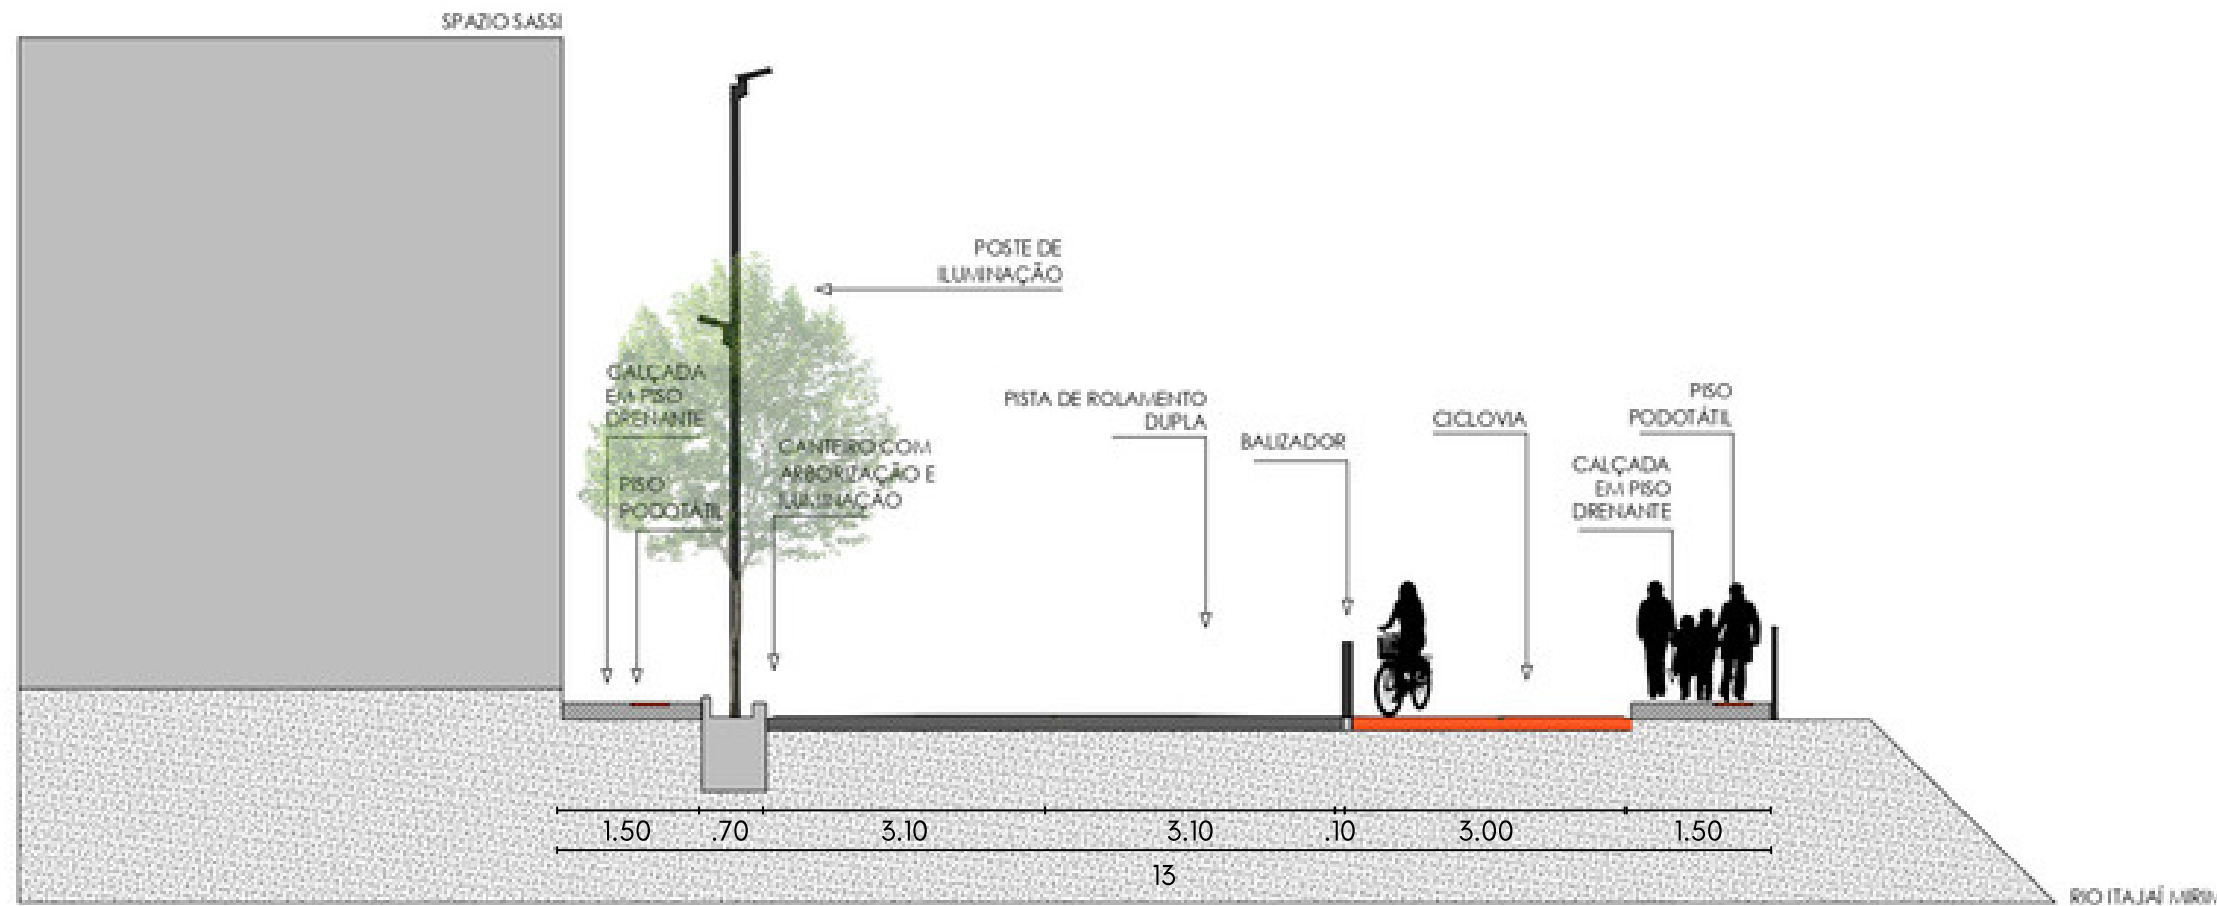 SPAZIO SASSI
POSTE DE
ILUMINAÇÃO
CALÇADA
EM PISO
DRENANTE
PISO
PODOTÁTIL
CANTEIRO COM
ARBORIZAÇÃO E
ILUMINAÇÃO
PISTA DE ROLAMENTO
DUPLA
BALIZADOR
CICLOVIA
PISO
PODOTÁTIL
CALÇADA
EM PISO
DRENANTE
1.50 .70 3.10 3.10 .10 3.00 1.50
13
RIO ITAJAÍ MIRIM